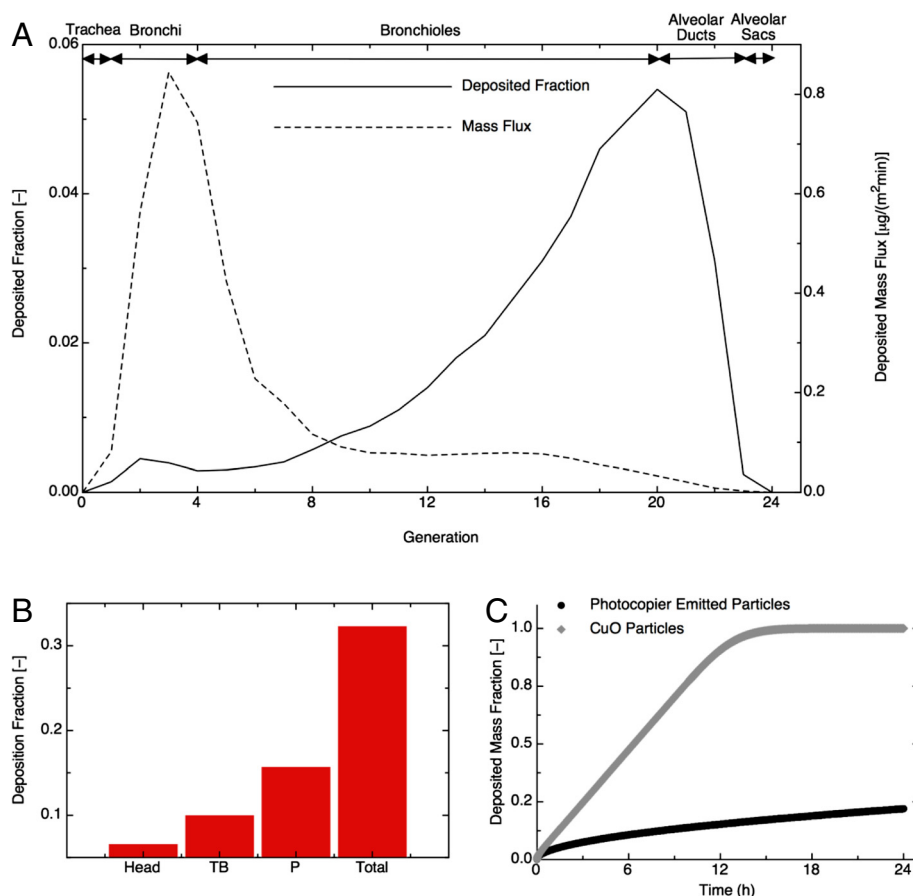 A
Trachea
Bronchi
Bronchioles
Alveolar
Ducts
Alveolar
Sacs
0.06
0.04
0.02
0.00
Deposited Fraction [–]
Deposited Fraction
Mass Flux
0.8
0.6
0.4
0.2
0.0
Deposited Mass Flux [μg/(m²min)]
0 4 8 12 16 20 24
Generation
B
0.3
0.2
0.1
Deposition Fraction [–]
Head TB P Total
C
Photocopier Emitted Particles
CuO Particles
1.0
0.8
0.5
0.2
0.0
Deposited Mass Fraction [–]
0 6 12 18 24
Time (h)